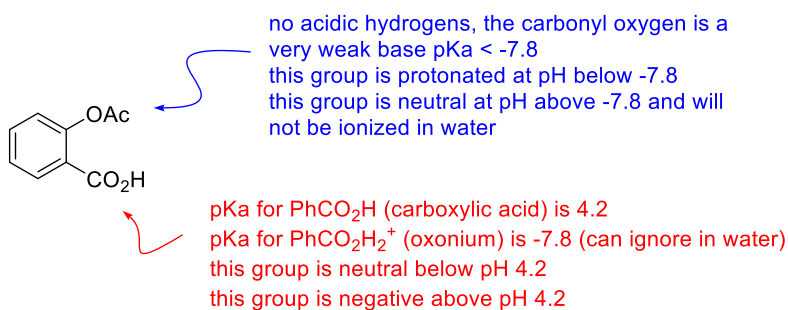 no acidic hydrogens, the carbonyl oxygen is a
very weak base pKa < -7.8
this group is protonated at pH below -7.8
this group is neutral at pH above -7.8 and will
not be ionized in water
OAc
CO₂H
pKa for PhCO₂H (carboxylic acid) is 4.2
pKa for PhCO₂H₂⁺ (oxonium) is -7.8 (can ignore in water)
this group is neutral below pH 4.2
this group is negative above pH 4.2